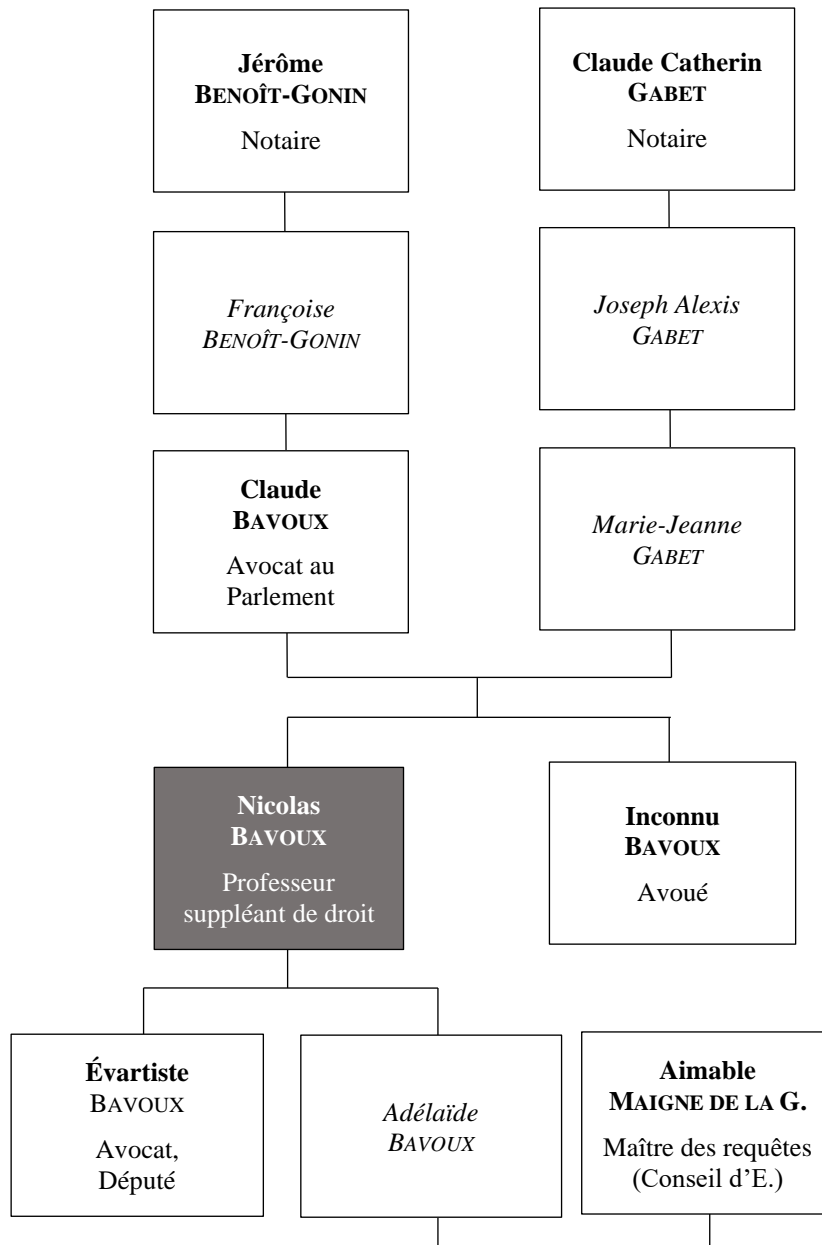 Jérôme
BENOÎT-GONIN
Notaire
Claude Catherin
GABET
Notaire
Françoise
BENOÎT-GONIN
Joseph Alexis
GABET
Claude
BAVOUX
Avocat au
Parlement
Marie-Jeanne
GABET
Nicolas
BAVOUX
Professeur
suppléant de droit
Inconnu
BAVOUX
Avoué
Évartiste
BAVOUX
Avocat,
Député
Adélaïde
BAVOUX
Aimable
MAIGNE DE LA G.
Maître des requêtes
(Conseil d'E.)